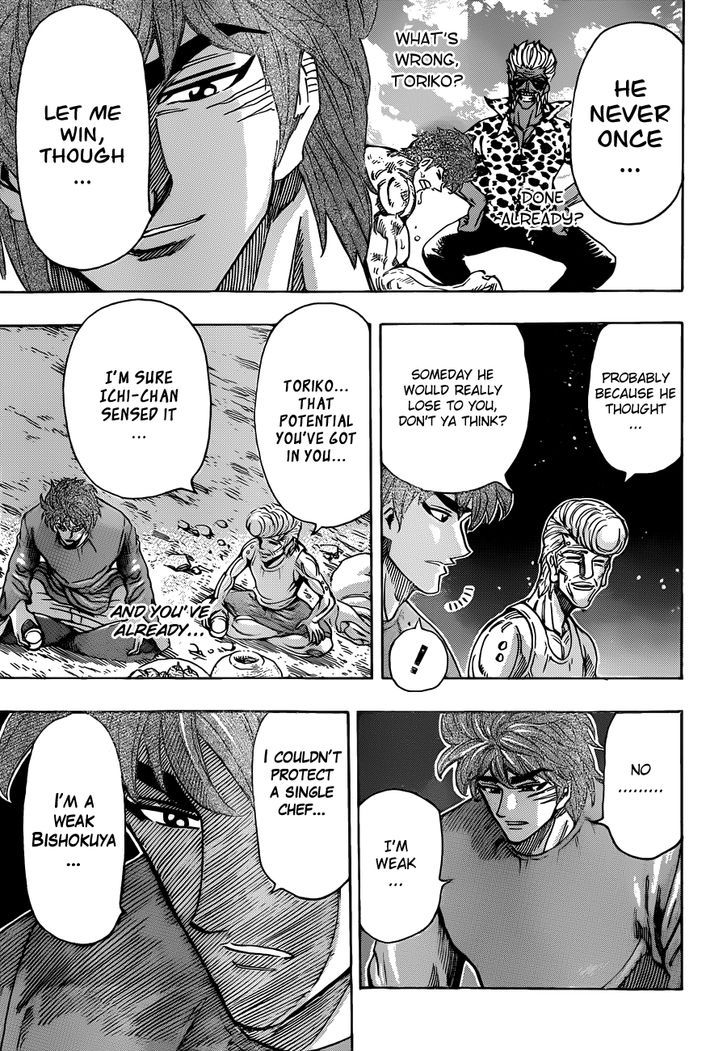 HE
NEVER
ONCE
...
WHAT'S
WRONG,
TORIKO?
DONE
ALREADY?
LET ME
WIN,
THOUGH
...
PROBABLY
BECAUSE HE
THOUGHT
...
SOMEDAY HE
WOULD REALLY
LOSE TO YOU,
DON'T YA THINK?
!
TORIKO...
THAT
POTENTIAL
YOU'VE GOT
IN YOU...
I'M SURE
ICHI-CHAN
SENSED IT
...
AND YOU'VE
ALREADY...
NO
.........
I'M
WEAK
...
I COULDN'T
PROTECT
A SINGLE
CHEF...
I'M A
WEAK
BISHOKUYA
...